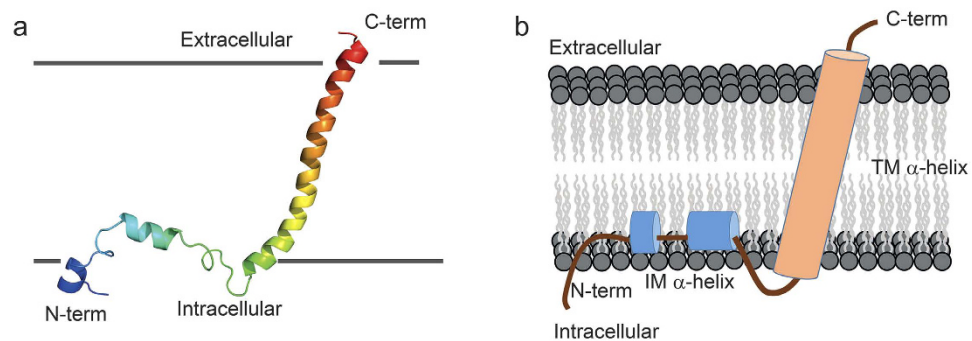 a
C-term
Extracellular
N-term
Intracellular
b
C-term
Extracellular
TM α-helix
N-term
IM α-helix
Intracellular